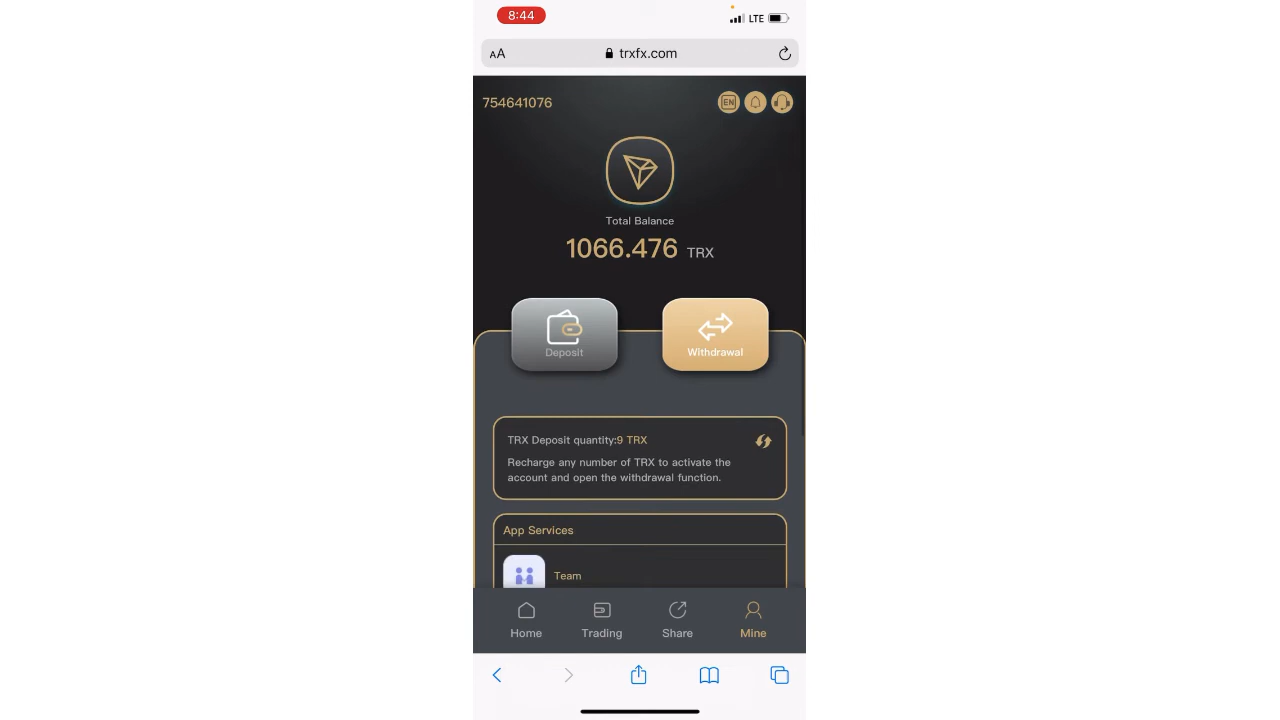 8:44
LTE
AA
trxfx.com
754641076
EN
Total Balance
1066.476 TRX
Deposit
Withdrawal
TRX Deposit quantity:9 TRX
Recharge any number of TRX to activate the
account and open the withdrawal function.
App Services
Team
Home
Trading
Share
Mine